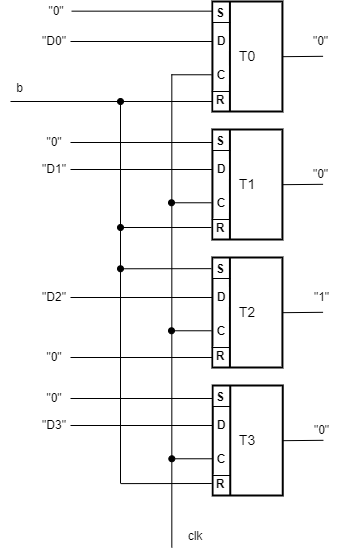 "0" S
"D0" D T0 "0"
C
b R
"0" S
"D1" D T1 "0"
C
R
S
"D2" D T2 "1"
C
"0" R
"0" S
"D3" D T3 "0"
C
R
clk